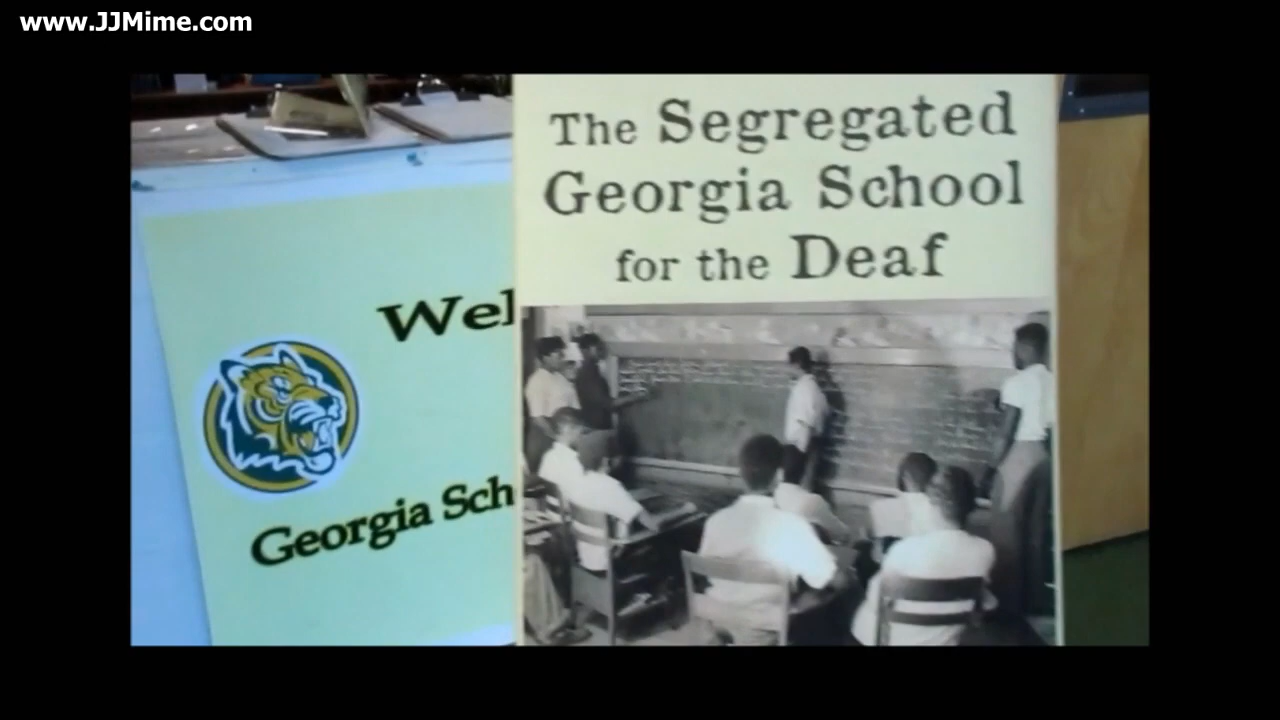 www.JJMime.com
The Segregated
Georgia School
for the Deaf
Wel
Georgia Sch